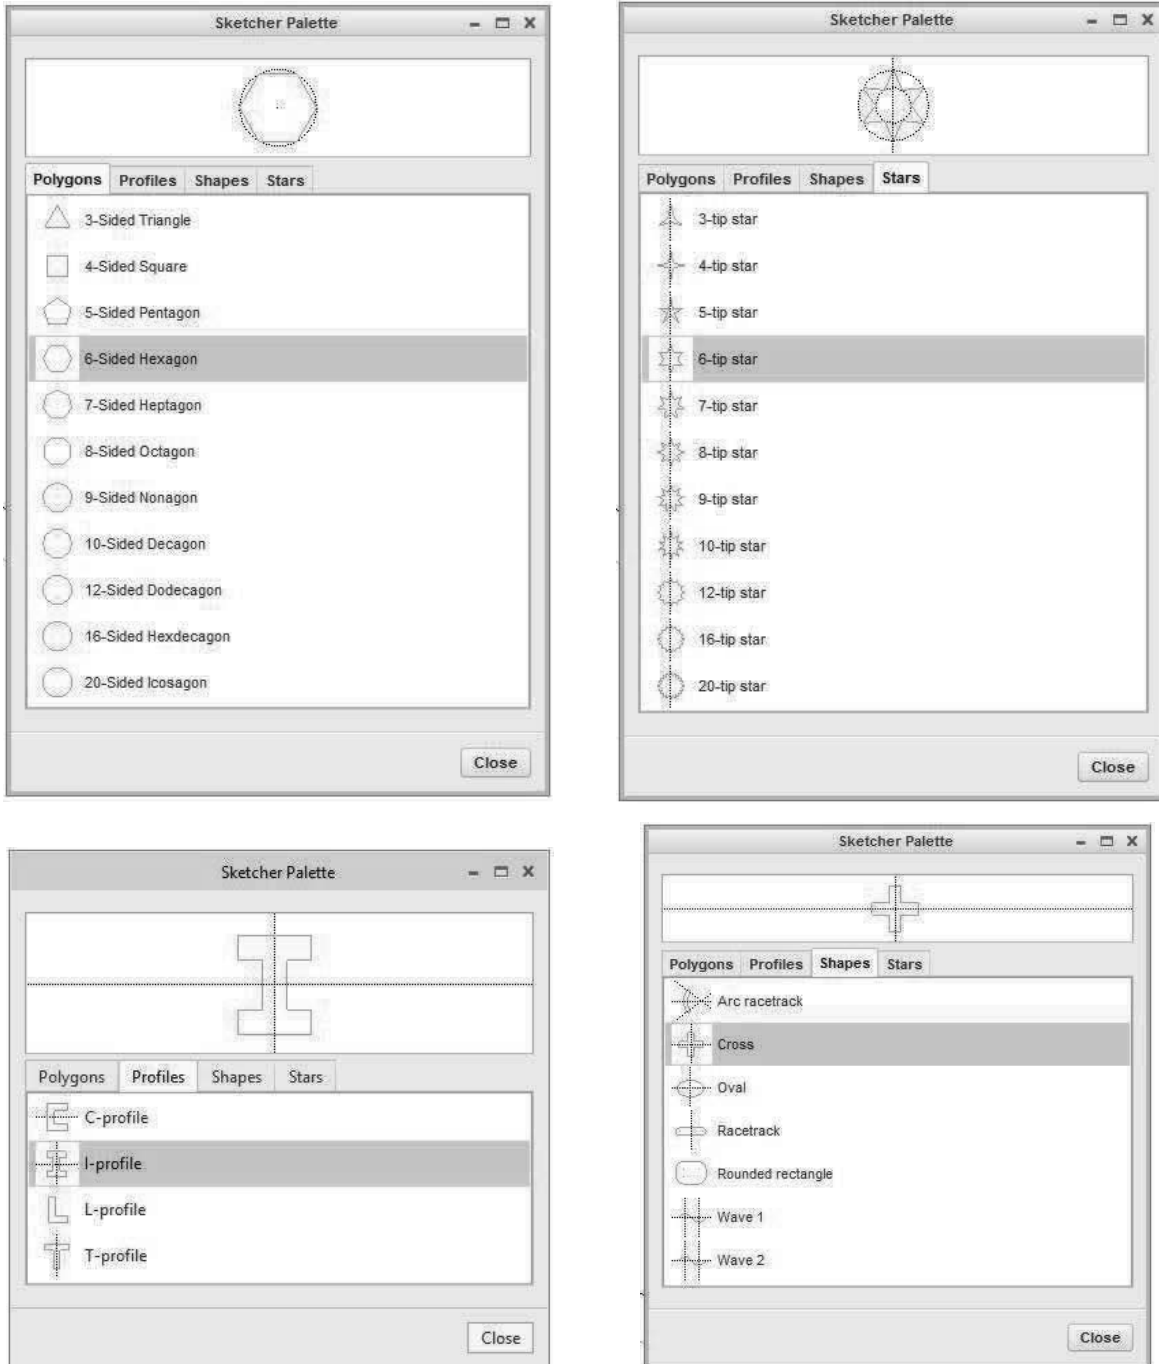 Sketcher Palette
Polygons Profiles Shapes Stars
3-Sided Triangle
4-Sided Square
5-Sided Pentagon
6-Sided Hexagon
7-Sided Heptagon
8-Sided Octagon
9-Sided Nonagon
10-Sided Decagon
12-Sided Dodecagon
16-Sided Hexdecagon
20-Sided Icosagon
Close
Sketcher Palette
Polygons Profiles Shapes Stars
3-tip star
4-tip star
5-tip star
6-tip star
7-tip star
8-tip star
9-tip star
10-tip star
12-tip star
16-tip star
20-tip star
Close
Sketcher Palette
Polygons Profiles Shapes Stars
C-profile
I-profile
L-profile
T-profile
Close
Sketcher Palette
Polygons Profiles Shapes Stars
Arc racetrack
Cross
Oval
Racetrack
Rounded rectangle
Wave 1
Wave 2
Close